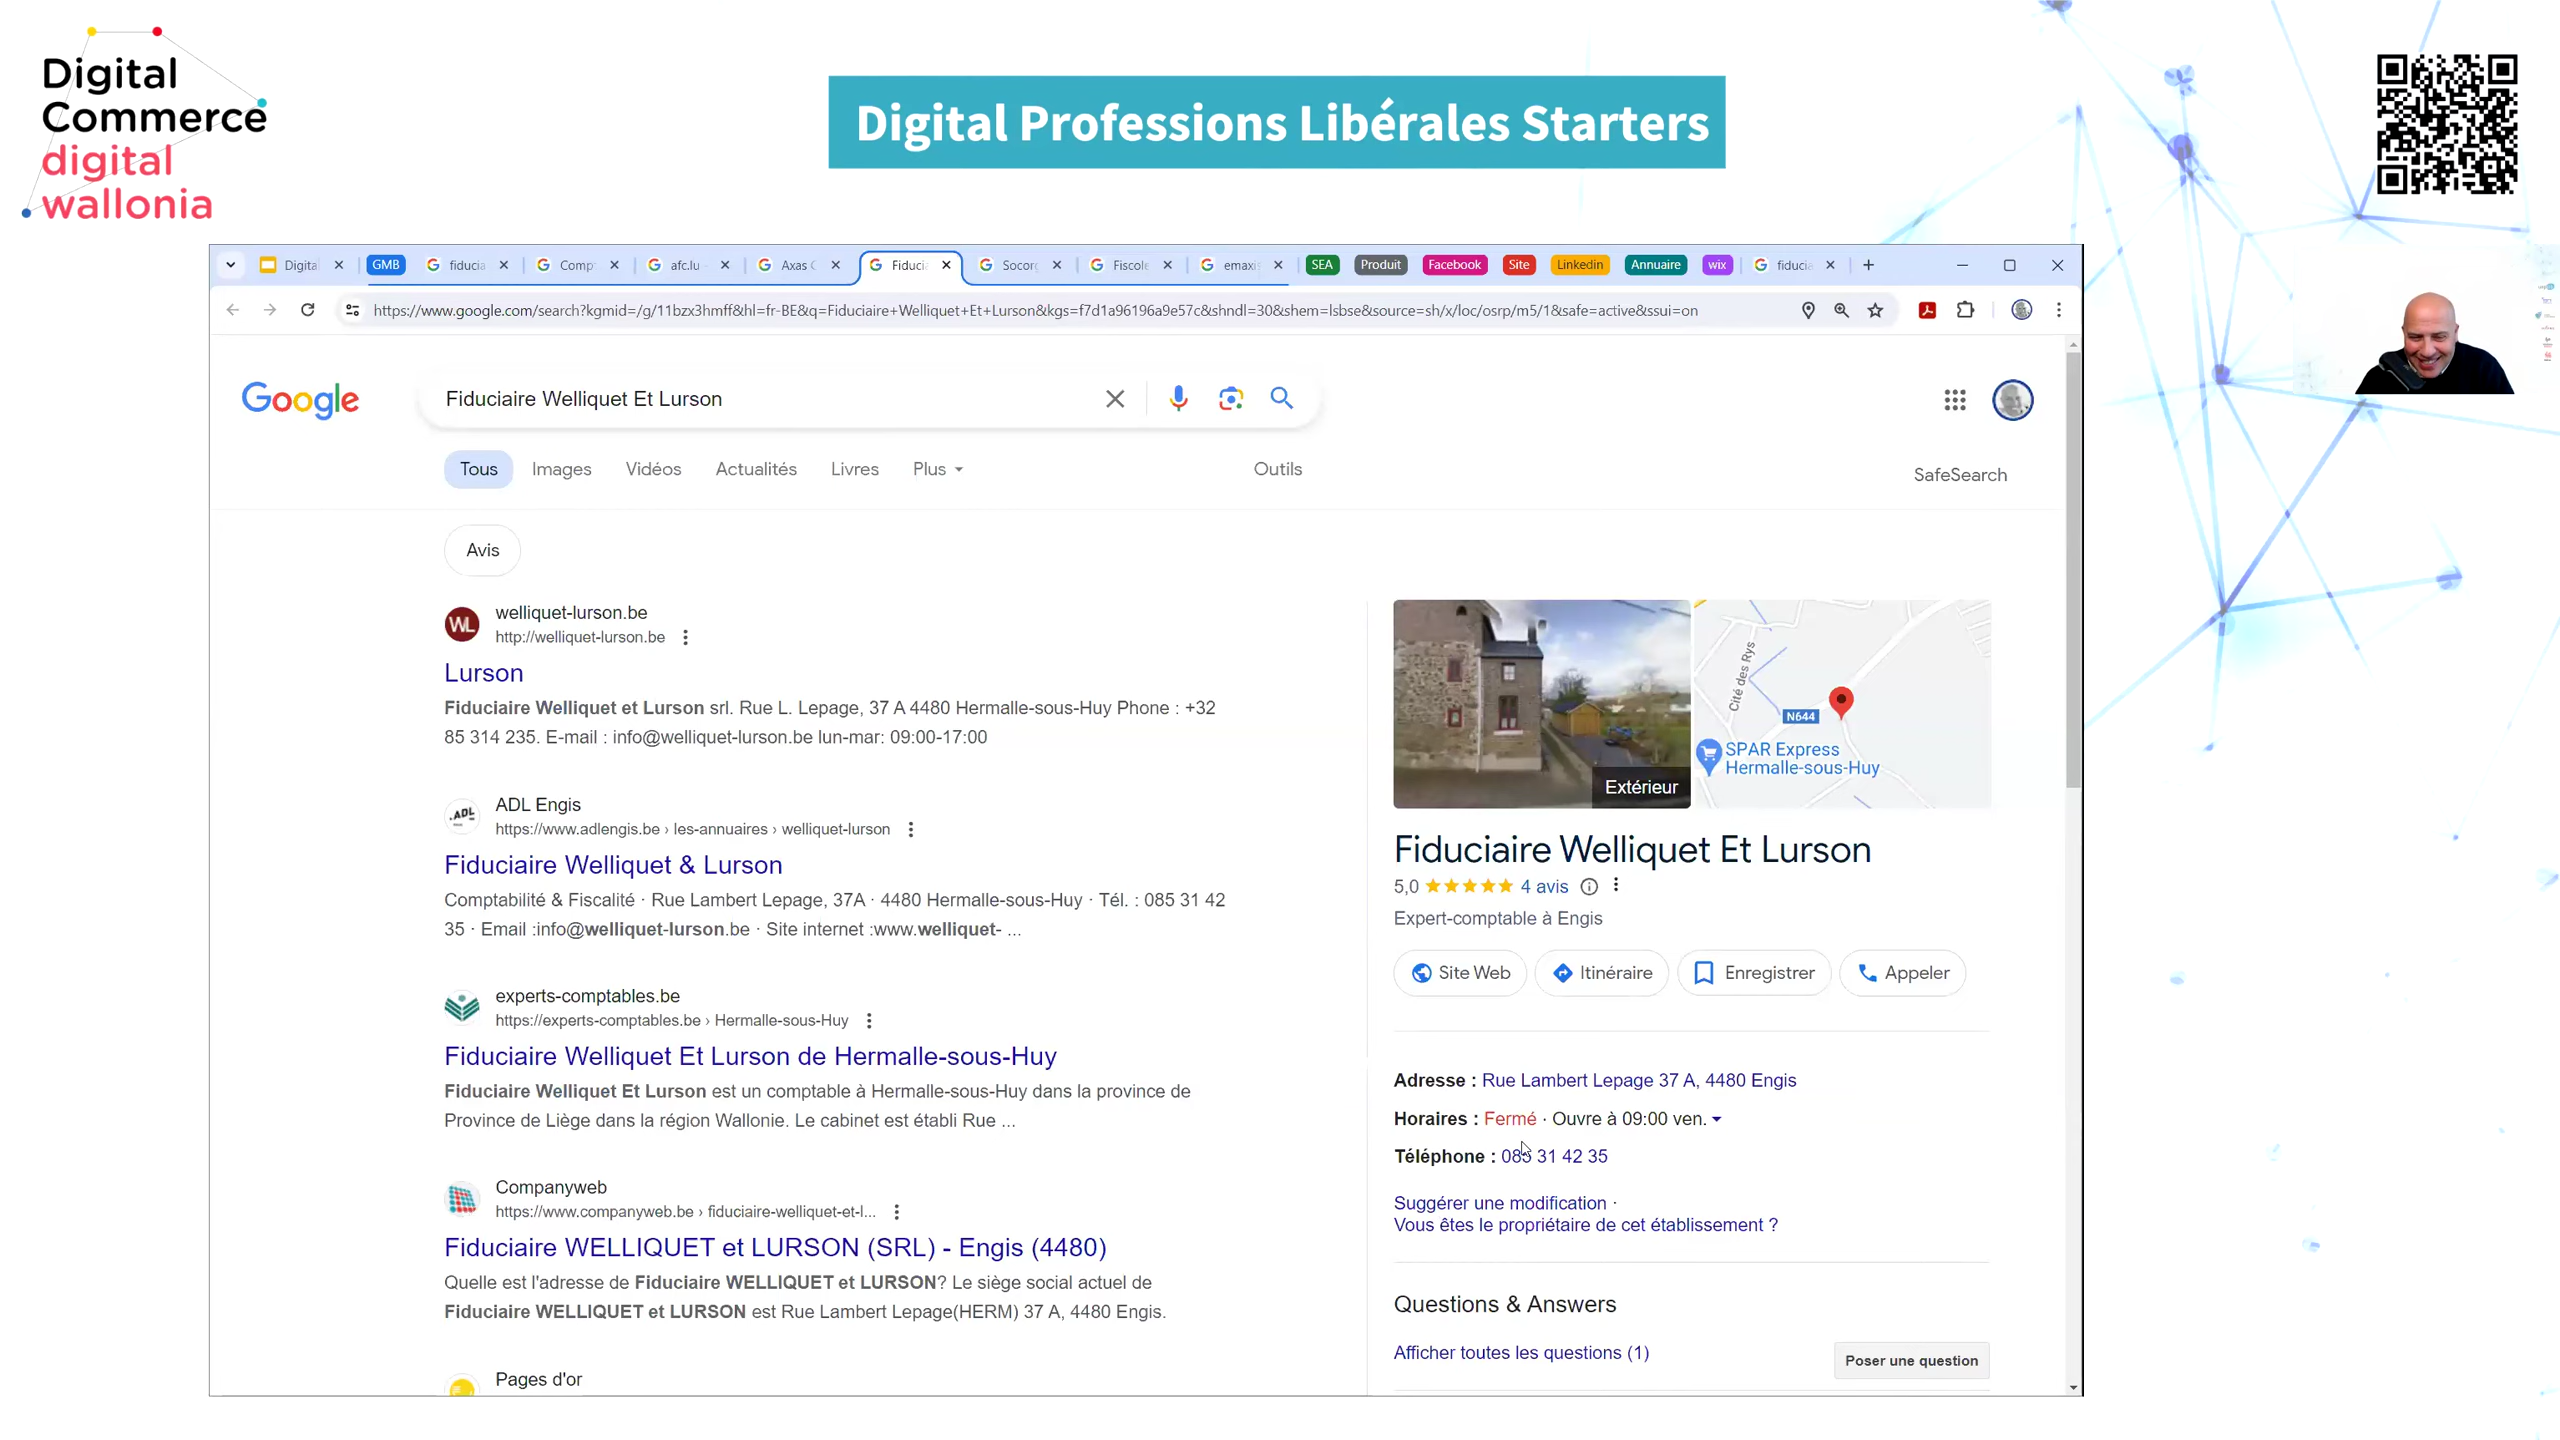 Digital
Commerce
digital
wallonia
Digital Professions Libérales Starters
Digital
GMB
fiducia
Comp
afc.lu
Axas C
Fiducia
Socorg
Fiscole
emaxis
SEA
Produit
Facebook
Site
Linkedin
Annuaire
wix
fiducia
https://www.google.com/search?kgmid=/g/11bzx3hmff&hl=fr-BE&q=Fiduciaire+Welliquet+Et+Lurson&kgs=f7d1a96196a9e57c&shndl=30&shem=lsbse&source=sh/x/loc/osrp/m5/1&safe=active&ssui=on
Google
Fiduciaire Welliquet Et Lurson
Tous
Images
Vidéos
Actualités
Livres
Plus
Outils
SafeSearch
Avis
WL
welliquet-lurson.be
http://welliquet-lurson.be
Lurson
Fiduciaire Welliquet et Lurson srl. Rue L. Lepage, 37 A 4480 Hermalle-sous-Huy Phone : +32
85 314 235. E-mail : info@welliquet-lurson.be lun-mar: 09:00-17:00
.ADL
ADL Engis
https://www.adlengis.be › les-annuaires › welliquet-lurson
Fiduciaire Welliquet & Lurson
Comptabilité & Fiscalité · Rue Lambert Lepage, 37A · 4480 Hermalle-sous-Huy · Tél. : 085 31 42
35 · Email :info@welliquet-lurson.be · Site internet :www.welliquet- ...
experts-comptables.be
https://experts-comptables.be › Hermalle-sous-Huy
Fiduciaire Welliquet Et Lurson de Hermalle-sous-Huy
Fiduciaire Welliquet Et Lurson est un comptable à Hermalle-sous-Huy dans la province de
Province de Liège dans la région Wallonie. Le cabinet est établi Rue ...
Companyweb
https://www.companyweb.be › fiduciaire-welliquet-et-l...
Fiduciaire WELLIQUET et LURSON (SRL) - Engis (4480)
Quelle est l'adresse de Fiduciaire WELLIQUET et LURSON? Le siège social actuel de
Fiduciaire WELLIQUET et LURSON est Rue Lambert Lepage(HERM) 37 A, 4480 Engis.
Pages d'or
Extérieur
Cité des Rys
N644
SPAR Express
Hermalle-sous-Huy
Fiduciaire Welliquet Et Lurson
5,0
4 avis
Expert-comptable à Engis
Site Web
Itinéraire
Enregistrer
Appeler
Adresse : Rue Lambert Lepage 37 A, 4480 Engis
Horaires : Fermé · Ouvre à 09:00 ven.
Téléphone : 085 31 42 35
Suggérer une modification ·
Vous êtes le propriétaire de cet établissement ?
Questions & Answers
Afficher toutes les questions (1)
Poser une question